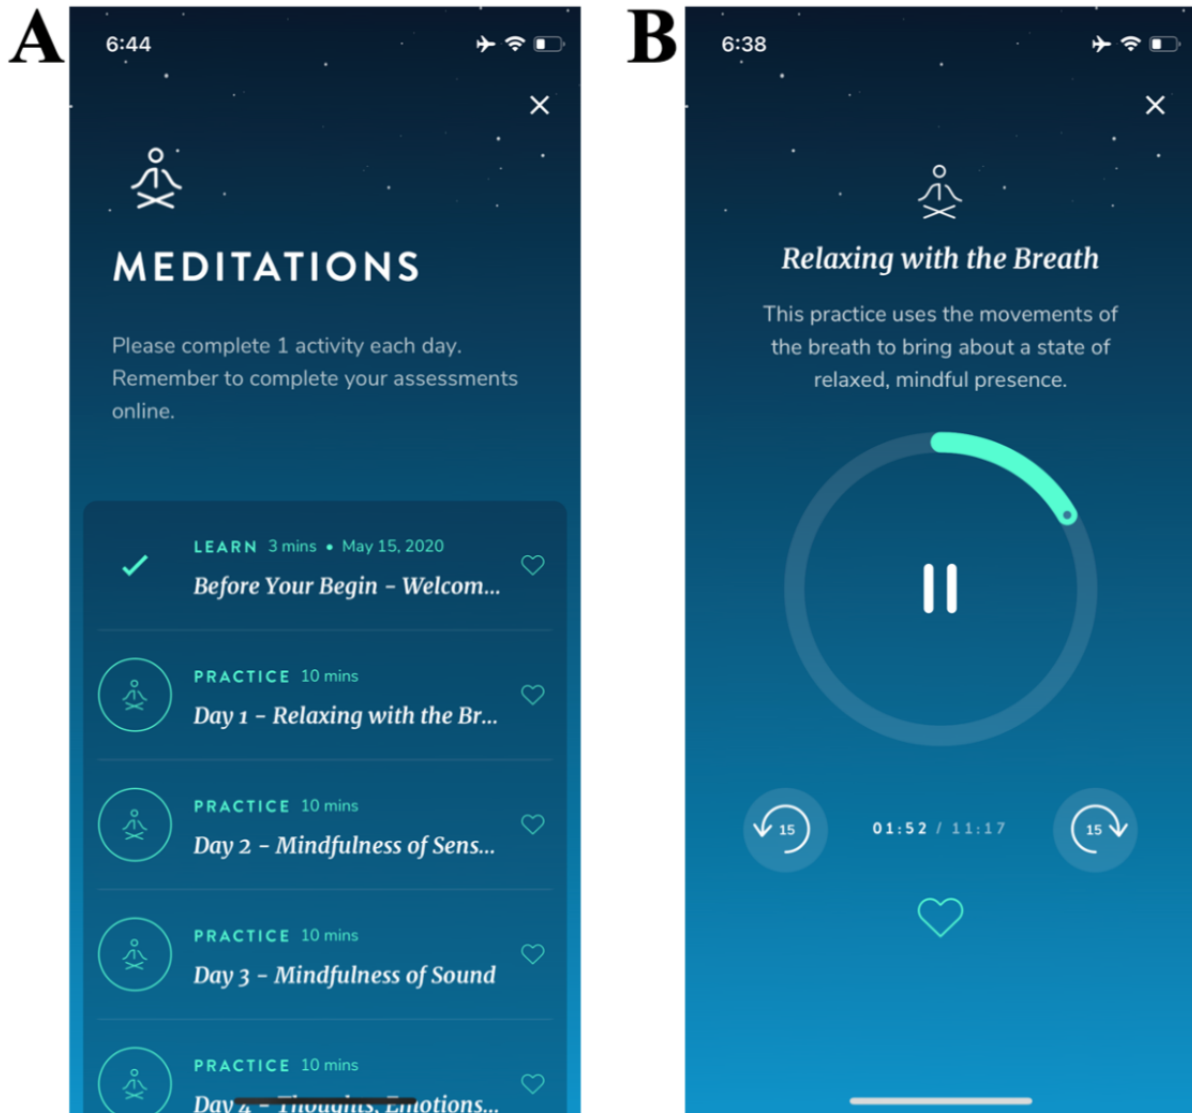 A
6:44
MEDITATIONS
Please complete 1 activity each day.
Remember to complete your assessments
online.
LEARN 3 mins • May 15, 2020
Before Your Begin – Welcom...
PRACTICE 10 mins
Day 1 – Relaxing with the Br...
PRACTICE 10 mins
Day 2 – Mindfulness of Sens...
PRACTICE 10 mins
Day 3 – Mindfulness of Sound
PRACTICE 10 mins
Day 4 – Thoughts, Emotions...
B
6:38
Relaxing with the Breath
This practice uses the movements of
the breath to bring about a state of
relaxed, mindful presence.
15 01:52 / 11:17 15